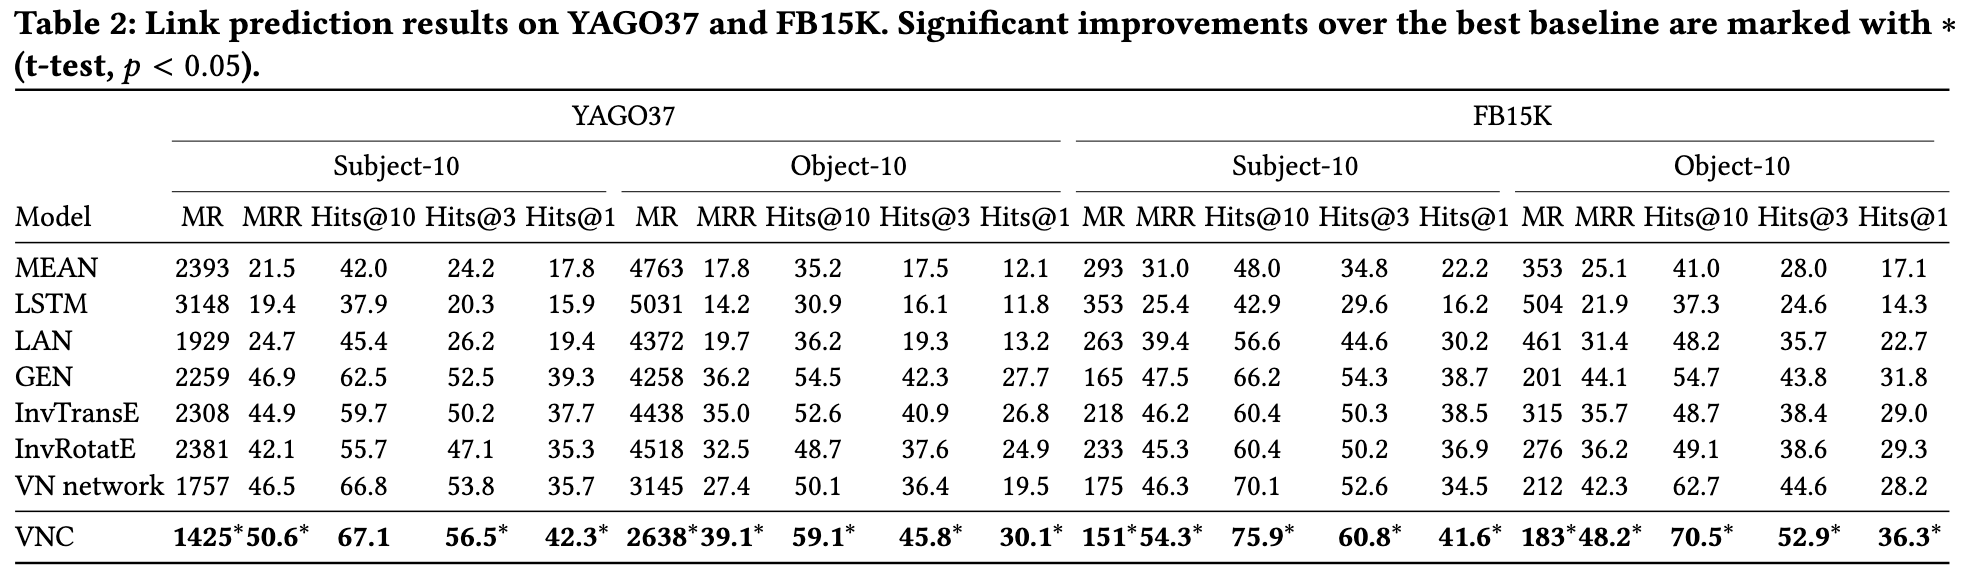 Table 2: Link prediction results on YAGO37 and FB15K. Significant improvements over the best baseline are marked with *
(t-test, p < 0.05).
YAGO37 FB15K
Subject-10 Object-10 Subject-10 Object-10
Model MR MRR Hits@10 Hits@3 Hits@1 MR MRR Hits@10 Hits@3 Hits@1 MR MRR Hits@10 Hits@3 Hits@1 MR MRR Hits@10 Hits@3 Hits@1
MEAN 2393 21.5 42.0 24.2 17.8 4763 17.8 35.2 17.5 12.1 293 31.0 48.0 34.8 22.2 353 25.1 41.0 28.0 17.1
LSTM 3148 19.4 37.9 20.3 15.9 5031 14.2 30.9 16.1 11.8 353 25.4 42.9 29.6 16.2 504 21.9 37.3 24.6 14.3
LAN 1929 24.7 45.4 26.2 19.4 4372 19.7 36.2 19.3 13.2 263 39.4 56.6 44.6 30.2 461 31.4 48.2 35.7 22.7
GEN 2259 46.9 62.5 52.5 39.3 4258 36.2 54.5 42.3 27.7 165 47.5 66.2 54.3 38.7 201 44.1 54.7 43.8 31.8
InvTransE 2308 44.9 59.7 50.2 37.7 4438 35.0 52.6 40.9 26.8 218 46.2 60.4 50.3 38.5 315 35.7 48.7 38.4 29.0
InvRotatE 2381 42.1 55.7 47.1 35.3 4518 32.5 48.7 37.6 24.9 233 45.3 60.4 50.2 36.9 276 36.2 49.1 38.6 29.3
VN network 1757 46.5 66.8 53.8 35.7 3145 27.4 50.1 36.4 19.5 175 46.3 70.1 52.6 34.5 212 42.3 62.7 44.6 28.2
VNC 1425* 50.6* 67.1 56.5* 42.3* 2638* 39.1* 59.1* 45.8* 30.1* 151* 54.3* 75.9* 60.8* 41.6* 183* 48.2* 70.5* 52.9* 36.3*